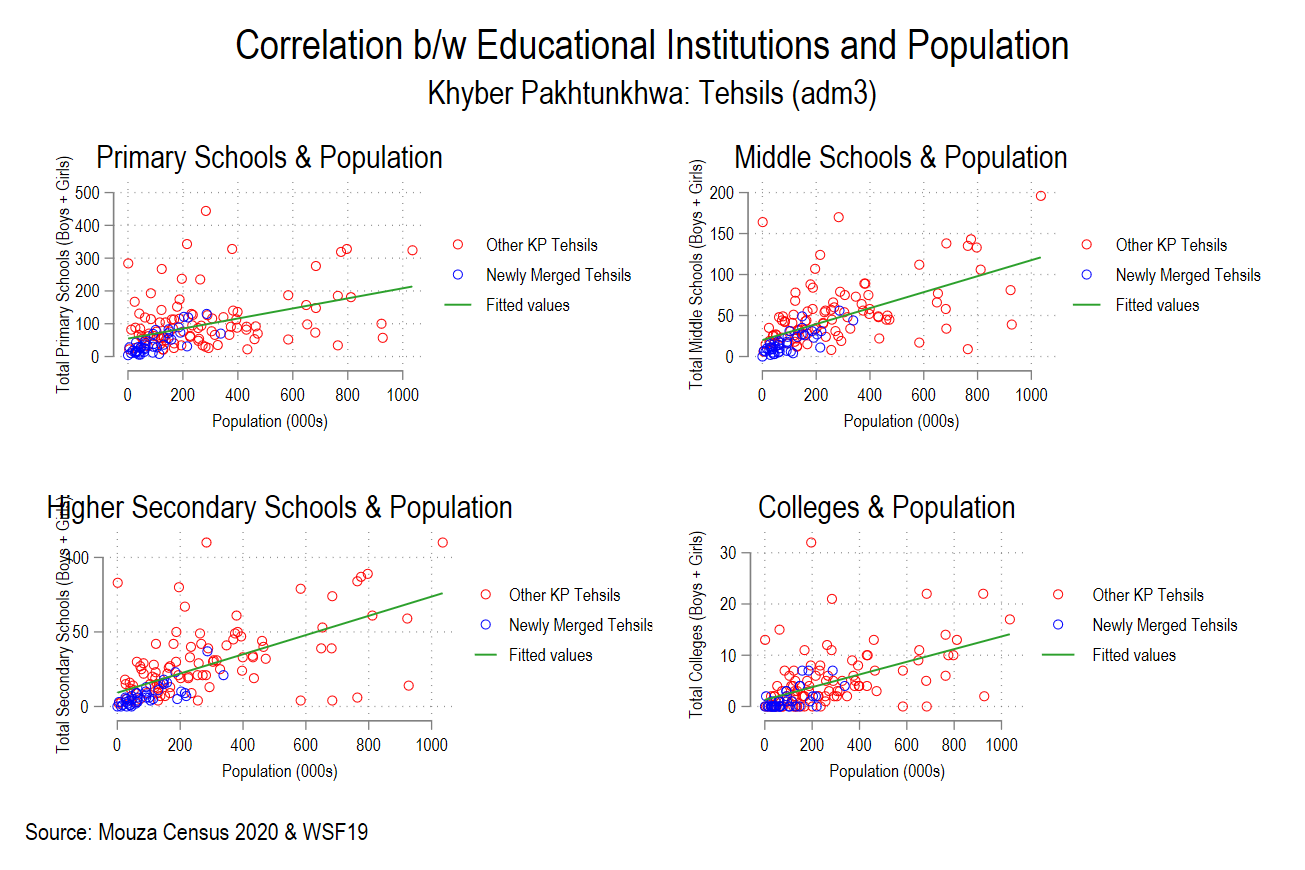 Correlation b/w Educational Institutions and Population
Khyber Pakhtunkhwa: Tehsils (adm3)
Primary Schools & Population
Total Primary Schools (Boys + Girls)
500
400
300
200
100
0
0 200 400 600 800 1000
Population (000s)
Other KP Tehsils
Newly Merged Tehsils
Fitted values
Middle Schools & Population
Total Middle Schools (Boys + Girls)
200
150
100
50
0
0 200 400 600 800 1000
Population (000s)
Other KP Tehsils
Newly Merged Tehsils
Fitted values
Higher Secondary Schools & Population
Total Secondary Schools (Boys + Girls)
100
50
0
0 200 400 600 800 1000
Population (000s)
Other KP Tehsils
Newly Merged Tehsils
Fitted values
Colleges & Population
Total Colleges (Boys + Girls)
30
20
10
0
0 200 400 600 800 1000
Population (000s)
Other KP Tehsils
Newly Merged Tehsils
Fitted values
Source: Mouza Census 2020 & WSF19